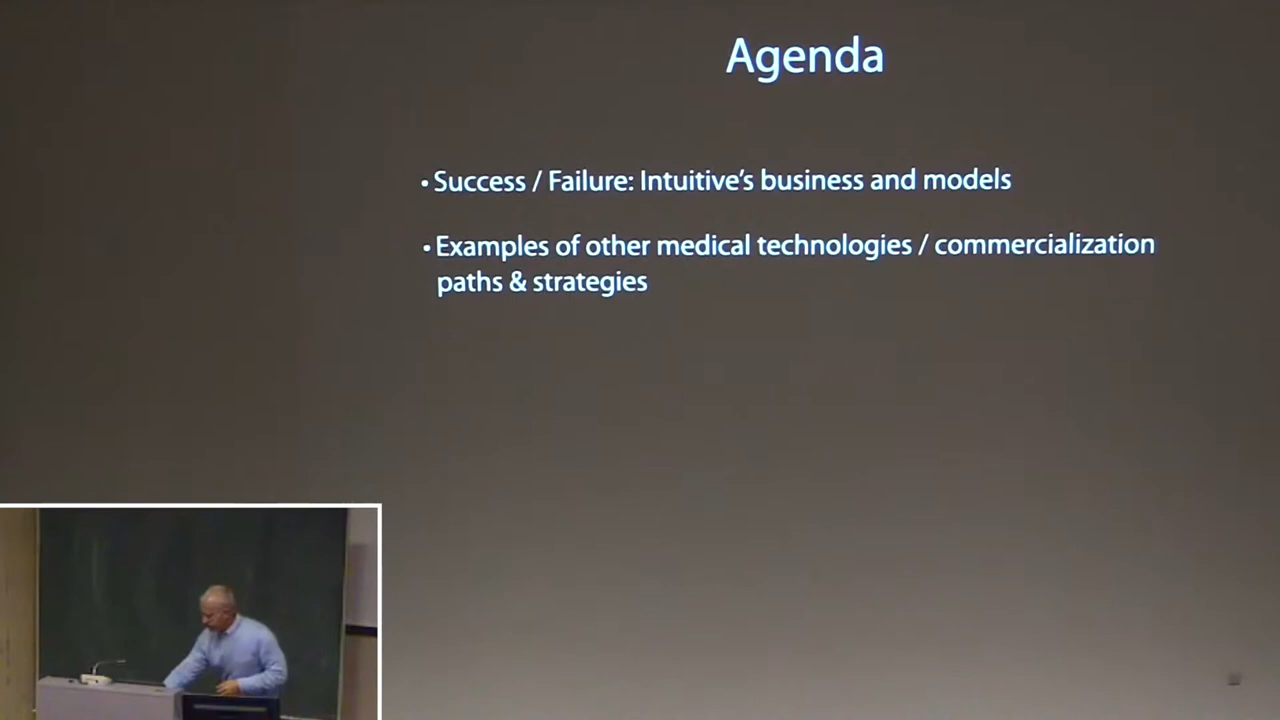 Agenda
• Success / Failure: Intuitive's business and models
• Examples of other medical technologies / commercialization
paths & strategies